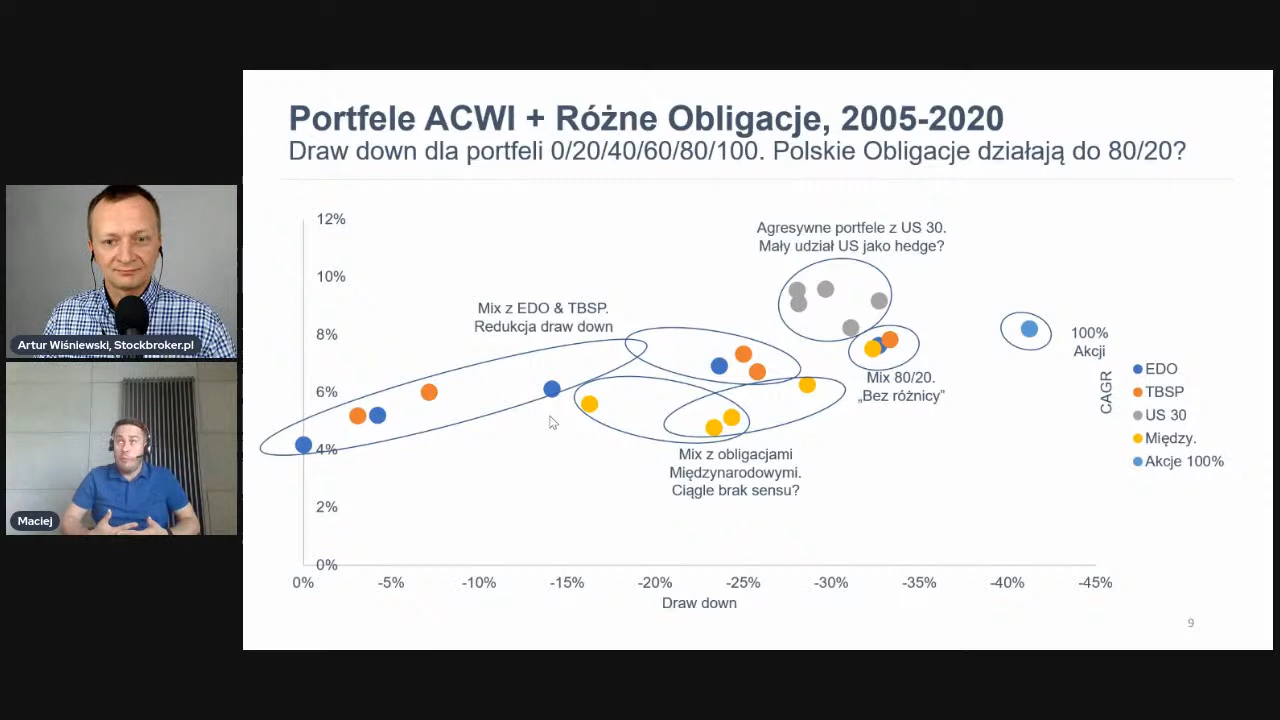 Portfele ACWI + Różne Obligacje, 2005-2020
Draw down dla portfeli 0/20/40/60/80/100. Polskie Obligacje działają do 80/20?
12%
10%
8%
6%
4%
2%
0%
Agresywne portfele z US 30.
Mały udział US jako hedge?
Mix z EDO & TBSP.
Redukcja draw down
100%
Akcji
Mix 80/20.
„Bez różnicy”
Mix z obligacjami
Międzynarodowymi.
Ciągle brak sensu?
CAGR
EDO
TBSP
US 30
Między.
Akcje 100%
0%
-5%
-10%
-15%
-20%
-25%
-30%
-35%
-40%
-45%
Draw down
9
Artur Wiśniewski, Stockbroker.pl
Maciej